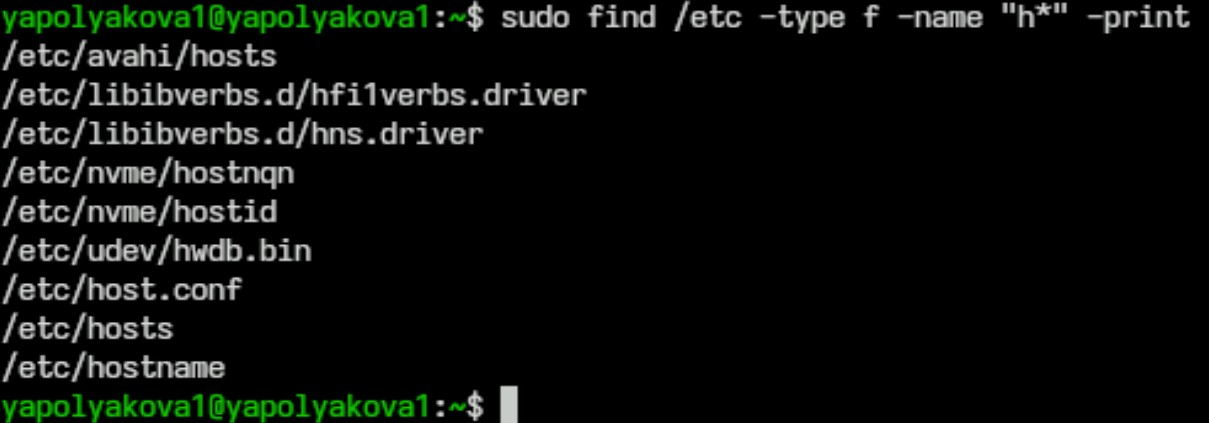 yapolyakova1@yapolyakova1:~$ sudo find /etc -type f -name "h*" -print
/etc/avahi/hosts
/etc/libibverbs.d/hfi1verbs.driver
/etc/libibverbs.d/hns.driver
/etc/nvme/hostnqn
/etc/nvme/hostid
/etc/udev/hwdb.bin
/etc/host.conf
/etc/hosts
/etc/hostname
yapolyakova1@yapolyakova1:~$